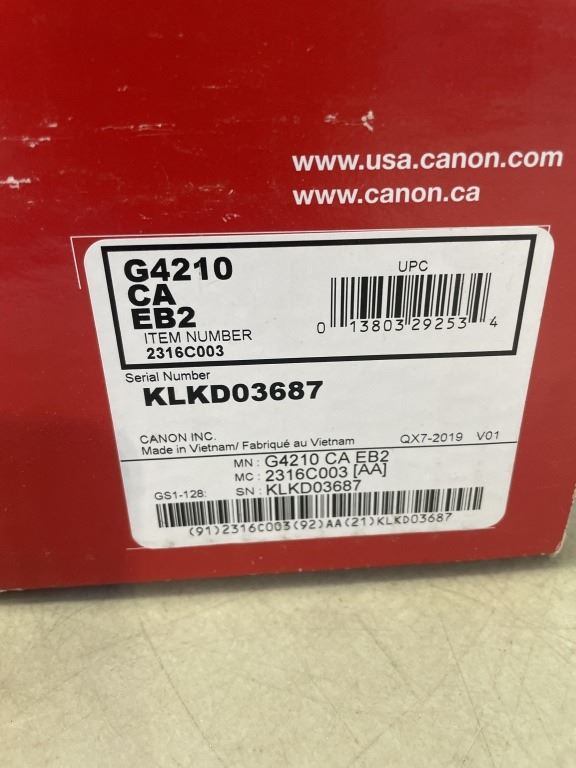 www.usa.canon.com
www.canon.ca
G4210
CA
EB2
ITEM NUMBER
2316C003
UPC
0 13803 29253 4
Serial Number
KLKD03687
CANON INC.
Made in Vietnam/ Fabriqué au Vietnam
QX7-2019 V01
MN : G4210 CA EB2
MC : 2316C003 [AA]
GS1-128: SN : KLKD03687
(91)2316C003(92)AA(21)KLKD03687